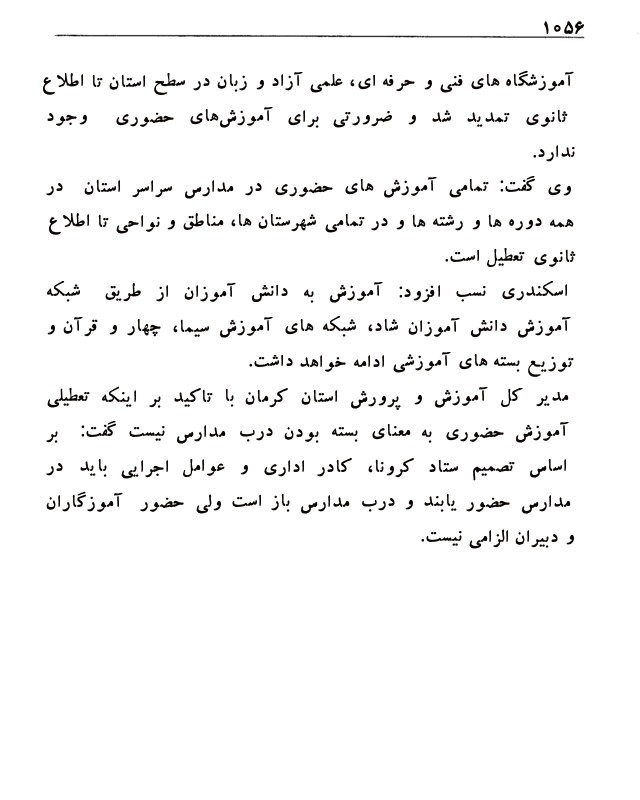 ۱۰۵۶
آموزشگاه های فنی و حرفه ای، علمی آزاد و زبان در سطح استان تا اطلاع
ثانوی تمدید شد و ضرورتی برای آموزش‌های حضوری وجود
ندارد.
وی گفت: تمامی آموزش های حضوری در مدارس سراسر استان در
همه دوره ها و رشته ها و در تمامی شهرستان ها، مناطق و نواحی تا اطلاع
ثانوی تعطیل است.
اسکندری نسب افزود: آموزش به دانش آموزان از طریق شبکه
آموزش دانش آموزان شاد، شبکه های آموزش سیما، چهار و قرآن و
توزیع بسته های آموزشی ادامه خواهد داشت.
مدیر کل آموزش و پرورش استان کرمان با تاکید بر اینکه تعطیلی
آموزش حضوری به معنای بسته بودن درب مدارس نیست گفت: بر
اساس تصمیم ستاد کرونا، کادر اداری و عوامل اجرایی باید در
مدارس حضور یابند و درب مدارس باز است ولی حضور آموزگاران
و دبیران الزامی نیست.